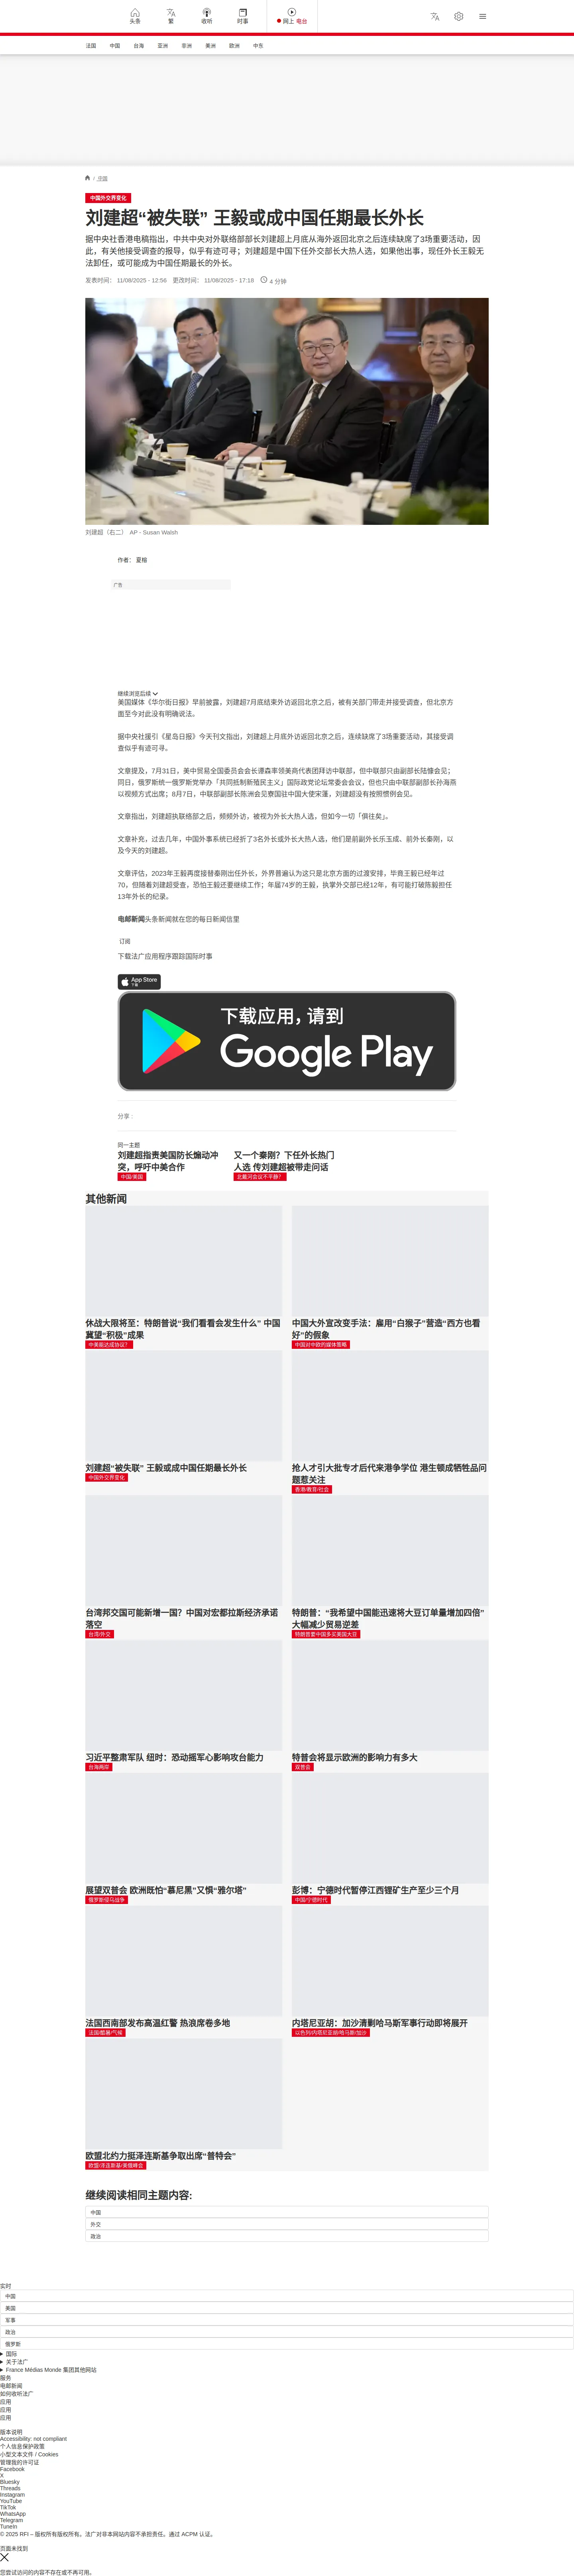 头条
繁
收听
时事
网上 电台
法国
中国
台海
亚洲
非洲
美洲
欧洲
中东
/ 中国
中国外交界变化
刘建超“被失联” 王毅或成中国任期最长外长
据中央社香港电稿指出，中共中央对外联络部部长刘建超上月底从海外返回北京之后连续缺席了3场重要活动，因
此，有关他接受调查的报导，似乎有迹可寻；刘建超是中国下任外交部长大热人选，如果他出事，现任外长王毅无
法卸任，或可能成为中国任期最长的外长。
发表时间： 11/08/2025 - 12:56 更改时间： 11/08/2025 - 17:18 4 分钟
刘建超（右二） AP - Susan Walsh
作者： 夏榕
广告
继续浏览后续
美国媒体《华尔街日报》早前披露，刘建超7月底结束外访返回北京之后，被有关部门带走并接受调查，但北京方
面至今对此没有明确说法。
据中央社援引《星岛日报》今天刊文指出，刘建超上月底外访返回北京之后，连续缺席了3场重要活动，其接受调
查似乎有迹可寻。
文章提及，7月31日，美中贸易全国委员会会长谭森率领美商代表团拜访中联部，但中联部只由副部长陆慷会见；
同日，俄罗斯统一俄罗斯党举办「共同抵制新殖民主义」国际政党论坛常委会会议，但也只由中联部副部长孙海燕
以视频方式出席；8月7日，中联部副部长陈洲会见寮国驻中国大使宋蓬，刘建超没有按照惯例会见。
文章指出，刘建超执联络部之后，频频外访，被视为外长大热人选，但如今一切「俱往矣」。
文章补充，过去几年，中国外事系统已经折了3名外长或外长大热人选，他们是前副外长乐玉成、前外长秦刚，以
及今天的刘建超。
文章评估，2023年王毅再度接替秦刚出任外长，外界普遍认为这只是北京方面的过渡安排，毕竟王毅已经年过
70，但随着刘建超受查，恐怕王毅还要继续工作；年届74岁的王毅，执掌外交部已经12年，有可能打破陈毅担任
13年外长的纪录。
电邮新闻头条新闻就在您的每日新闻信里
订阅
下载法广应用程序跟踪国际时事
App Store
下载
下载应用，请到
Google Play
分享 :
同一主题
刘建超指责美国防长煽动冲
突，呼吁中美合作
中国/美国
又一个秦刚？下任外长热门
人选 传刘建超被带走问话
北戴河会议不平静？
其他新闻
休战大限将至：特朗普说“我们看看会发生什么” 中国
冀望“积极”成果
中美能达成协议？
中国大外宣改变手法：雇用“白猴子”营造“西方也看
好”的假象
中国对中欧的媒体策略
刘建超“被失联” 王毅或成中国任期最长外长
中国外交界变化
抢人才引大批专才后代来港争学位 港生顿成牺牲品问
题惹关注
香港/教育/社会
台湾邦交国可能新增一国？中国对宏都拉斯经济承诺
落空
台湾/外交
特朗普：“我希望中国能迅速将大豆订单量增加四倍”
大幅减少贸易逆差
特朗普要中国多买美国大豆
习近平整肃军队 纽时：恐动摇军心影响攻台能力
台海两岸
特普会将显示欧洲的影响力有多大
双普会
展望双普会 欧洲既怕“慕尼黑”又惧“雅尔塔”
俄罗斯/侵乌战争
彭博：宁德时代暂停江西锂矿生产至少三个月
中国/宁德时代
法国西南部发布高温红警 热浪席卷多地
法国/酷暑/气候
内塔尼亚胡：加沙清剿哈马斯军事行动即将展开
以色列/内塔尼亚胡/哈马斯/加沙
欧盟北约力挺泽连斯基争取出席“普特会”
欧盟/泽连斯基/美俄峰会
继续阅读相同主题内容:
中国
外交
政治
实时
中国
美国
军事
政治
俄罗斯
国际
关于法广
France Médias Monde 集团其他网站
服务
电邮新闻
如何收听法广
应用
应用
应用
版本说明
Accessibility: not compliant
个人信息保护政策
小型文本文件 / Cookies
管理我的许可证
Facebook
X
Bluesky
Threads
Instagram
YouTube
TikTok
WhatsApp
Telegram
TuneIn
© 2025 RFI – 版权所有版权所有。法广对非本网站内容不承担责任。通过 ACPM 认证。
页面未找到
您尝试访问的内容不存在或不再可用。